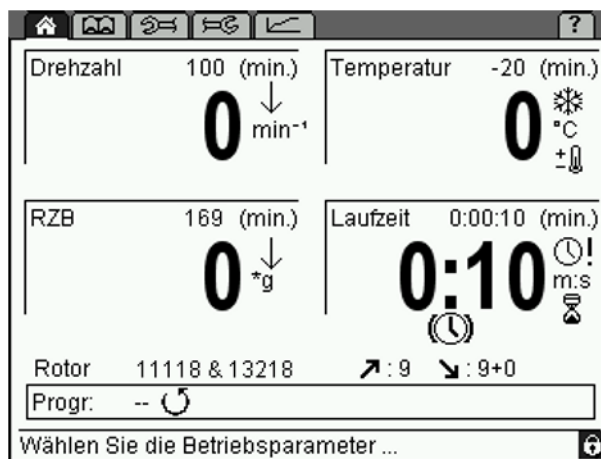 ?
Drehzahl 100 (min.)
0 min⁻¹
Temperatur -20 (min.)
0 °C
±
RZB 169 (min.)
0 *g
Laufzeit 0:00:10 (min.)
0:10 ! m:s
Rotor 11118 & 13218 : 9 : 9+0
Progr: --
Wählen Sie die Betriebsparameter ...